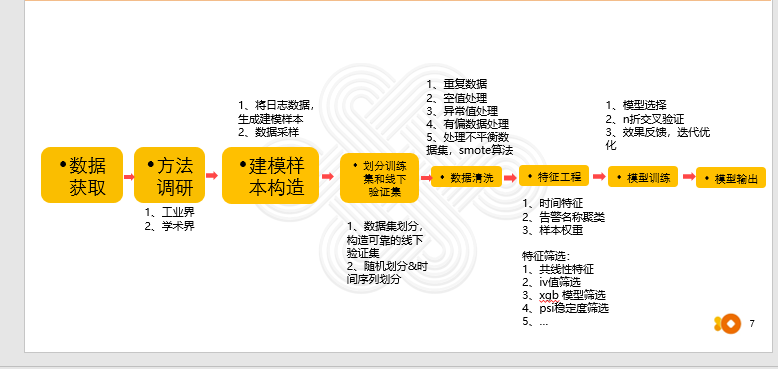 • 数据
获取
• 方法
调研
1、工业界
2、学术界
1、将日志数据，
生成建模样本
2、数据采样
• 建模样
本构造
• 划分训练
集和线下
验证集
1、数据集划分，
构造可靠的线下
验证集
2、随机划分&时
间序列划分
1、重复数据
2、空值处理
3、异常值处理
4、有偏数据处理
5、处理不平衡数
据集，smote算法
• 数据清洗
• 特征工程
1、时间特征
2、告警名称聚类
3、样本权重
特征筛选：
1、共线性特征
2、iv值筛选
3、xgb 模型筛选
4、psi稳定度筛选
5、...
1、模型选择
2、n折交叉验证
3、效果反馈，迭代优
化
• 模型训练
• 模型输出
7